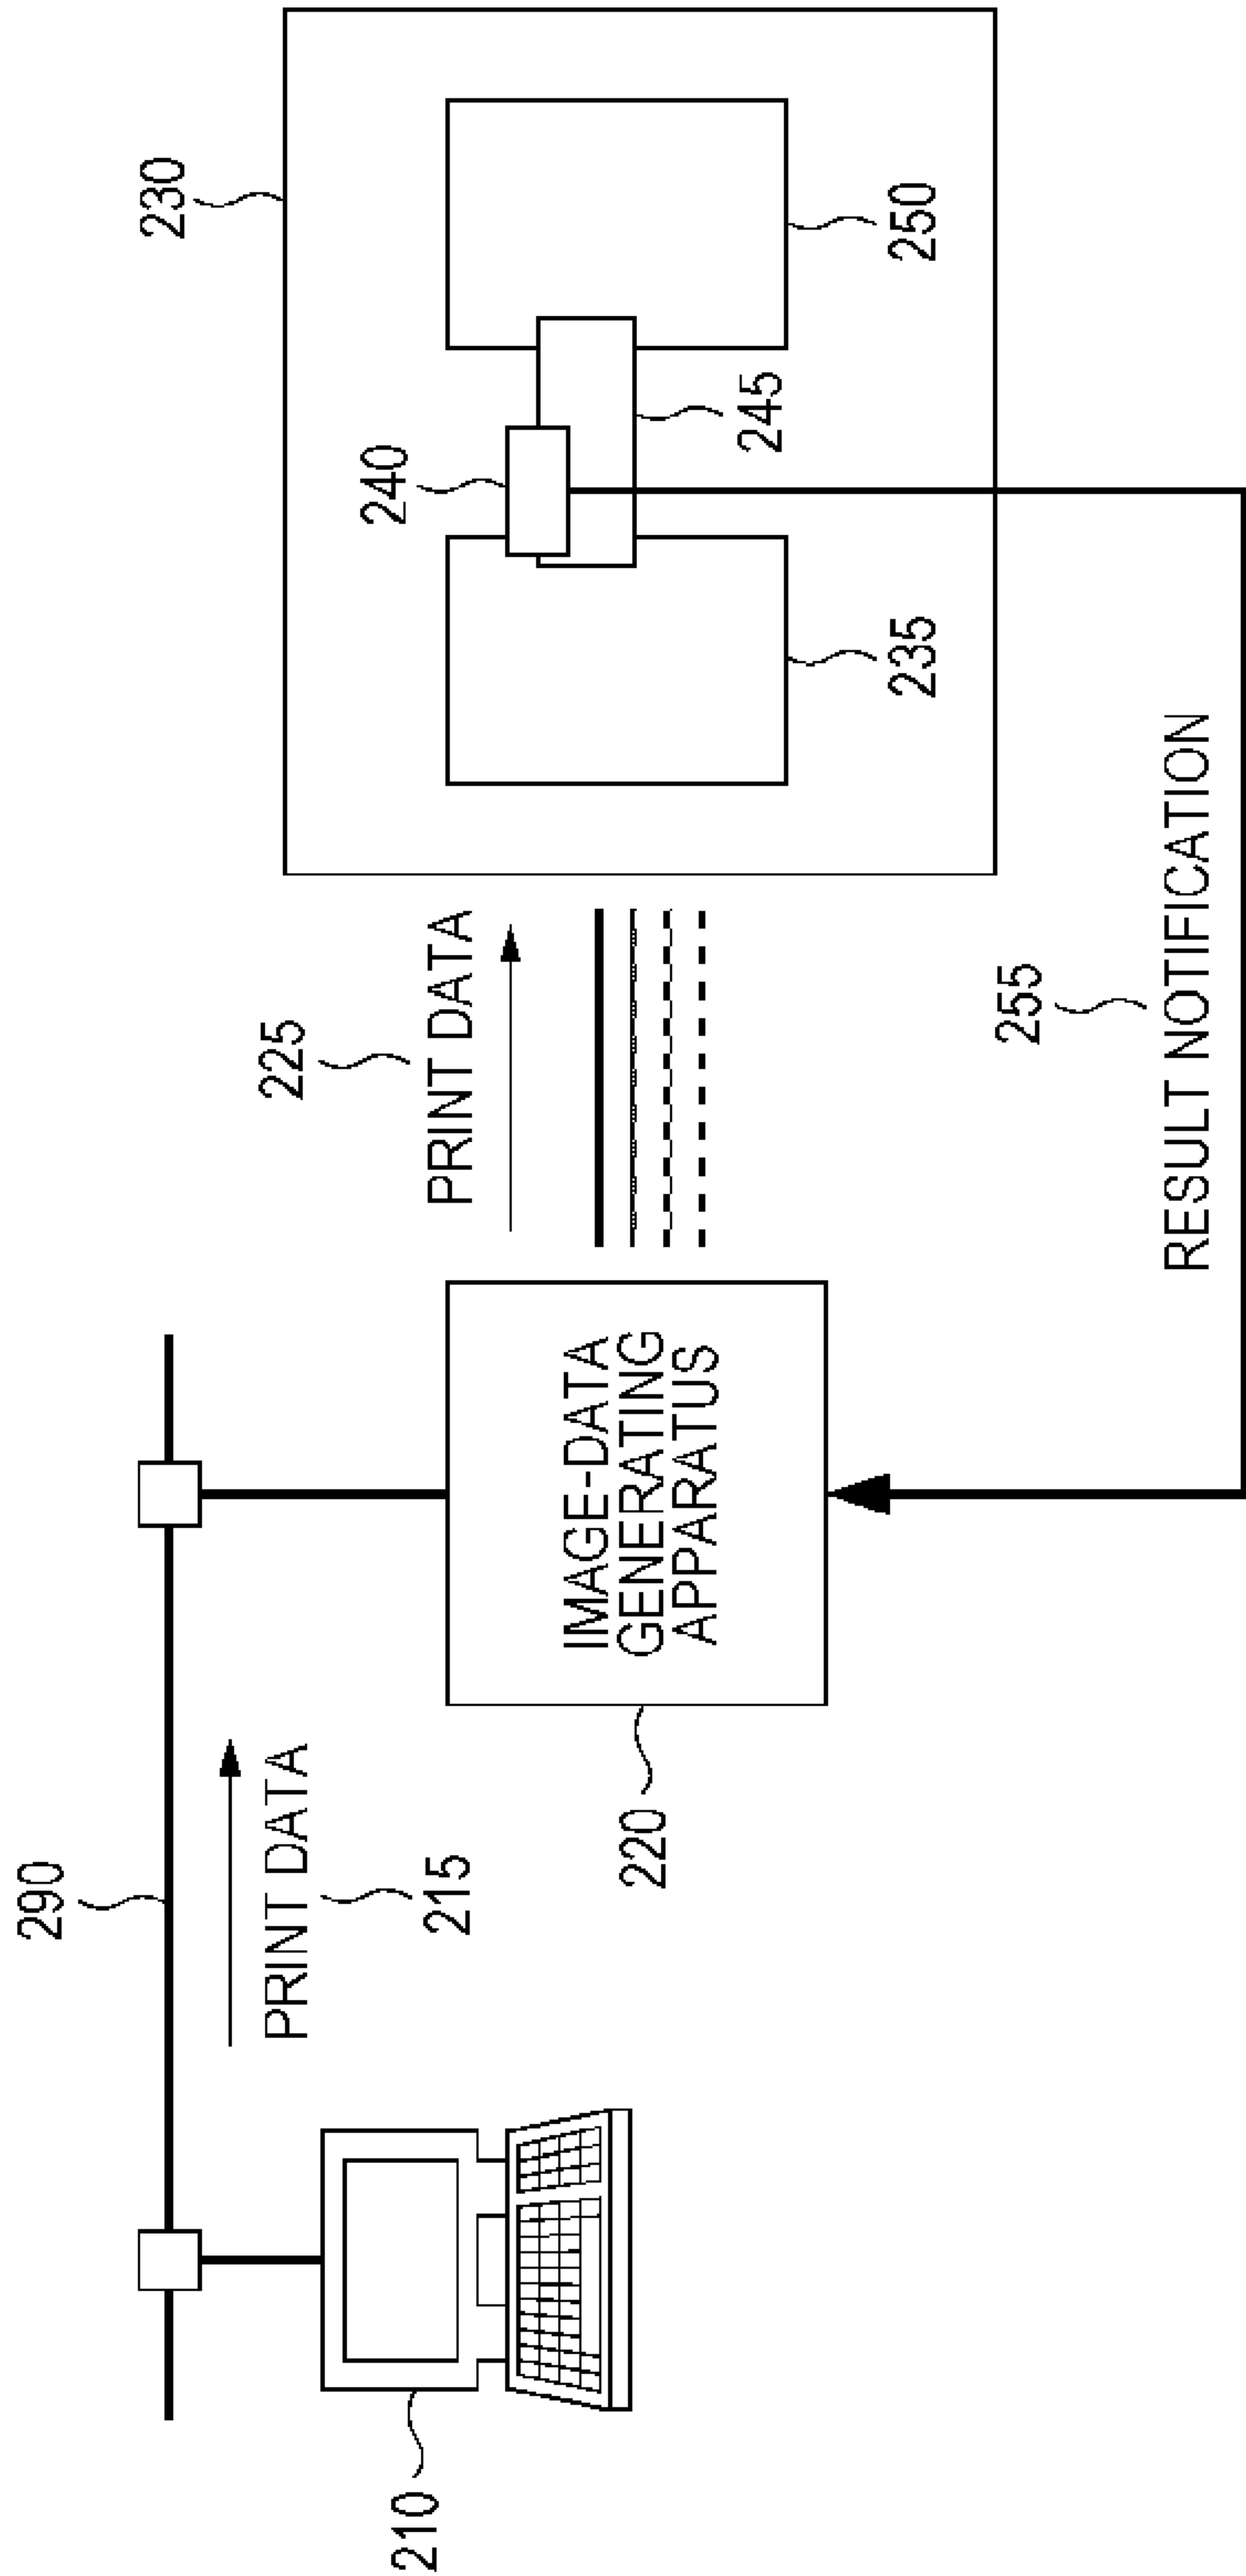 290
PRINT DATA
215
210
220
IMAGE-DATA
GENERATING
APPARATUS
225
PRINT DATA
230
240
245
235
250
255
RESULT NOTIFICATION